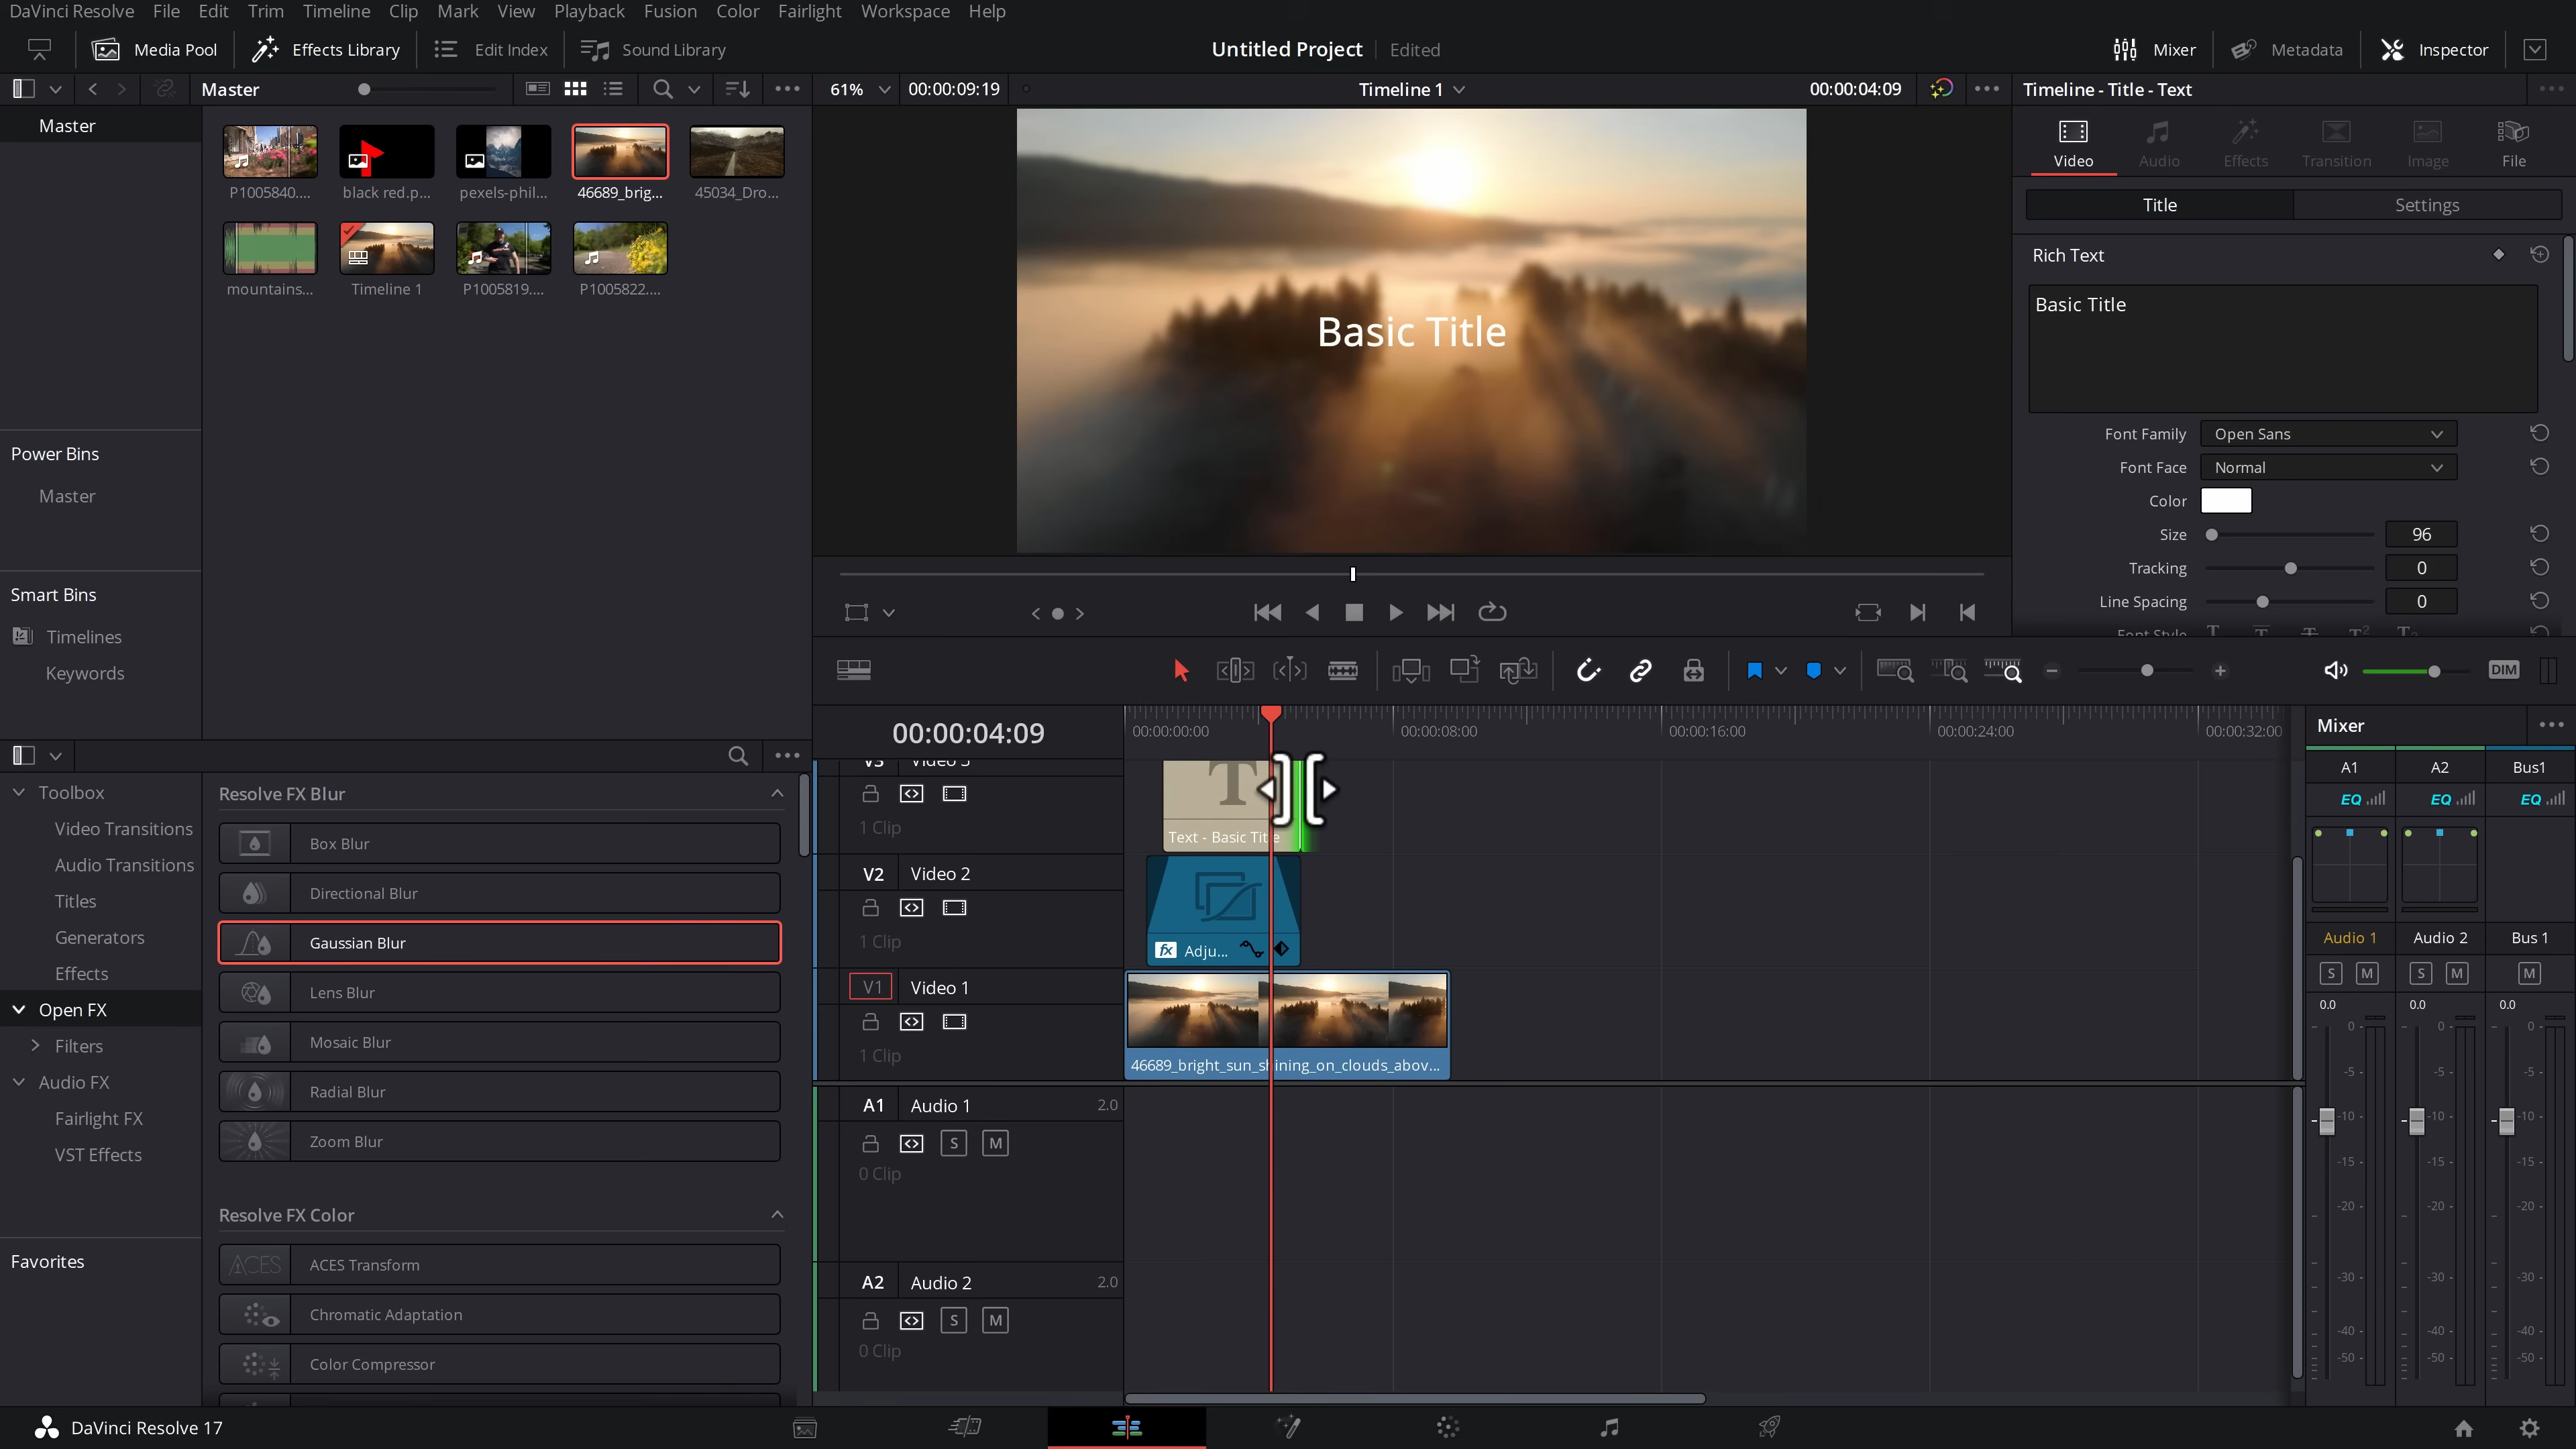 DaVinci Resolve File Edit Trim Timeline Clip Mark View Playback Fusion Color Fairlight Workspace Help
Media Pool Effects Library Edit Index Sound Library Untitled Project Edited Mixer Metadata Inspector
Master 61% 00:00:09:19 Timeline 1 00:00:04:09 Timeline - Title - Text
Master
Power Bins
Master
Smart Bins
Timelines
Keywords
P1005840.... black red.p... pexels-phil... 46689_brig... 45034_Dro...
mountains... Timeline 1 P1005819.... P1005822....
Basic Title
Video Audio Effects Transition Image File
Title Settings
Rich Text
Basic Title
Font Family Open Sans
Font Face Normal
Color
Size 96
Tracking 0
Line Spacing 0
Font Style
DIM
Toolbox
Video Transitions
Audio Transitions
Titles
Generators
Effects
Open FX
Filters
Audio FX
Fairlight FX
VST Effects
Favorites
Resolve FX Blur
Box Blur
Directional Blur
Gaussian Blur
Lens Blur
Mosaic Blur
Radial Blur
Zoom Blur
Resolve FX Color
ACES ACES Transform
Chromatic Adaptation
Color Compressor
00:00:04:09 00:00:00:00 00:00:08:00 00:00:16:00 00:00:24:00 00:00:32:00
V3 Video 3
1 Clip
T
Text - Basic Title
V2 Video 2
1 Clip
fx Adju...
V1 Video 1
1 Clip
46689_bright_sun_shining_on_clouds_abov...
A1 Audio 1 2.0
S M
0 Clip
A2 Audio 2 2.0
S M
0 Clip
Mixer
A1 A2 Bus1
EQ EQ EQ
Audio 1 Audio 2 Bus 1
S M S M M
0.0 0.0 0.0
0 0 0
-5 -5 -5
-10 -10 -10
-15 -15 -15
-20 -20 -20
-30 -30 -30
-40 -40 -40
-50 -50 -50
DaVinci Resolve 17